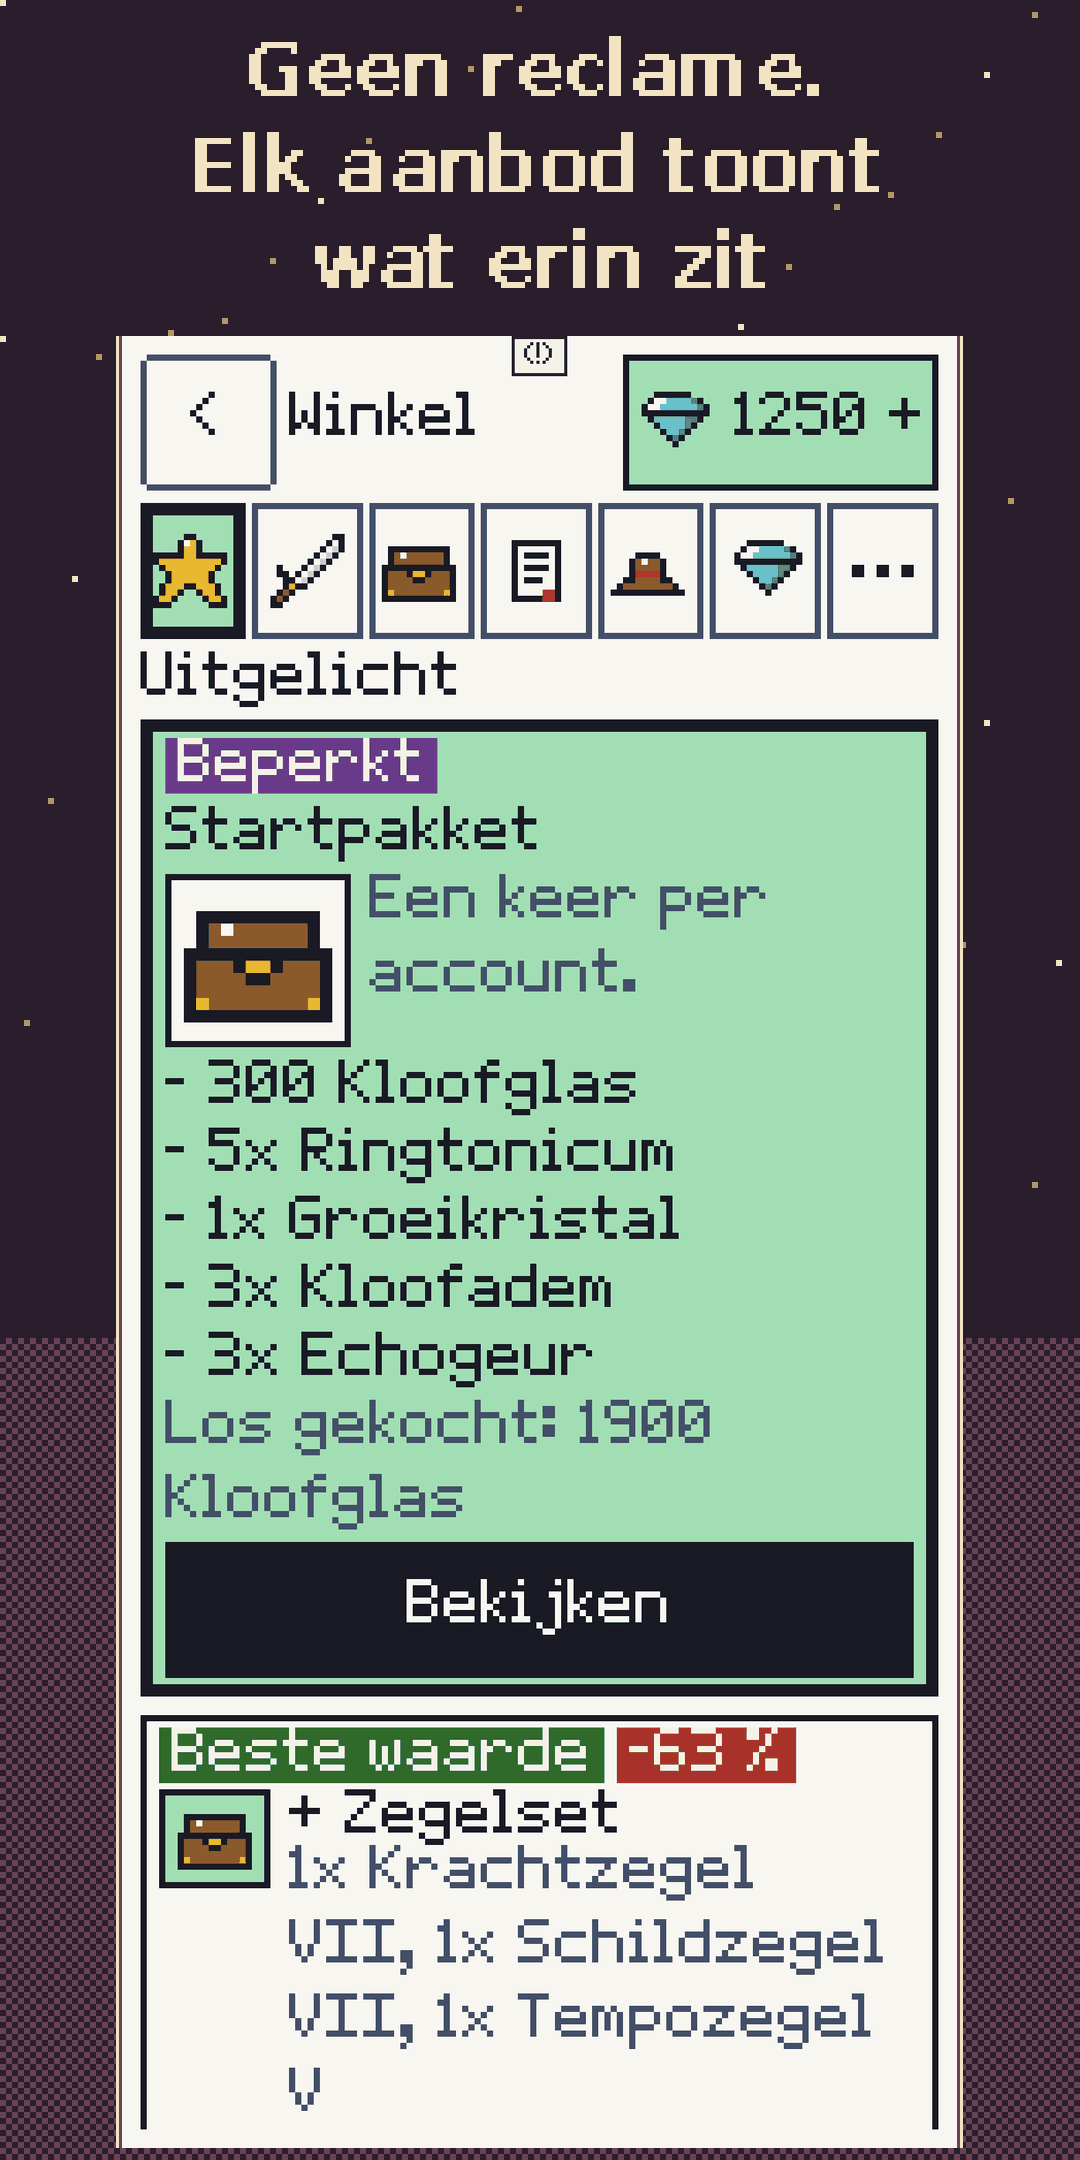 Geen reclame.
Elk aanbod toont
wat erin zit
Winkel
1250 +
Uitgelicht
Beperkt
Startpakket
Een keer per
account.
- 300 Kloofglas
- 5x Ringtonicum
- 1x Groeikristal
- 3x Kloofadem
- 3x Echogeur
Los gekocht: 1900
Kloofglas
Bekijken
Beste waarde -63 %
+ Zegelset
1x Krachtzegel
VII, 1x Schildzegel
VII, 1x Tempozegel
V